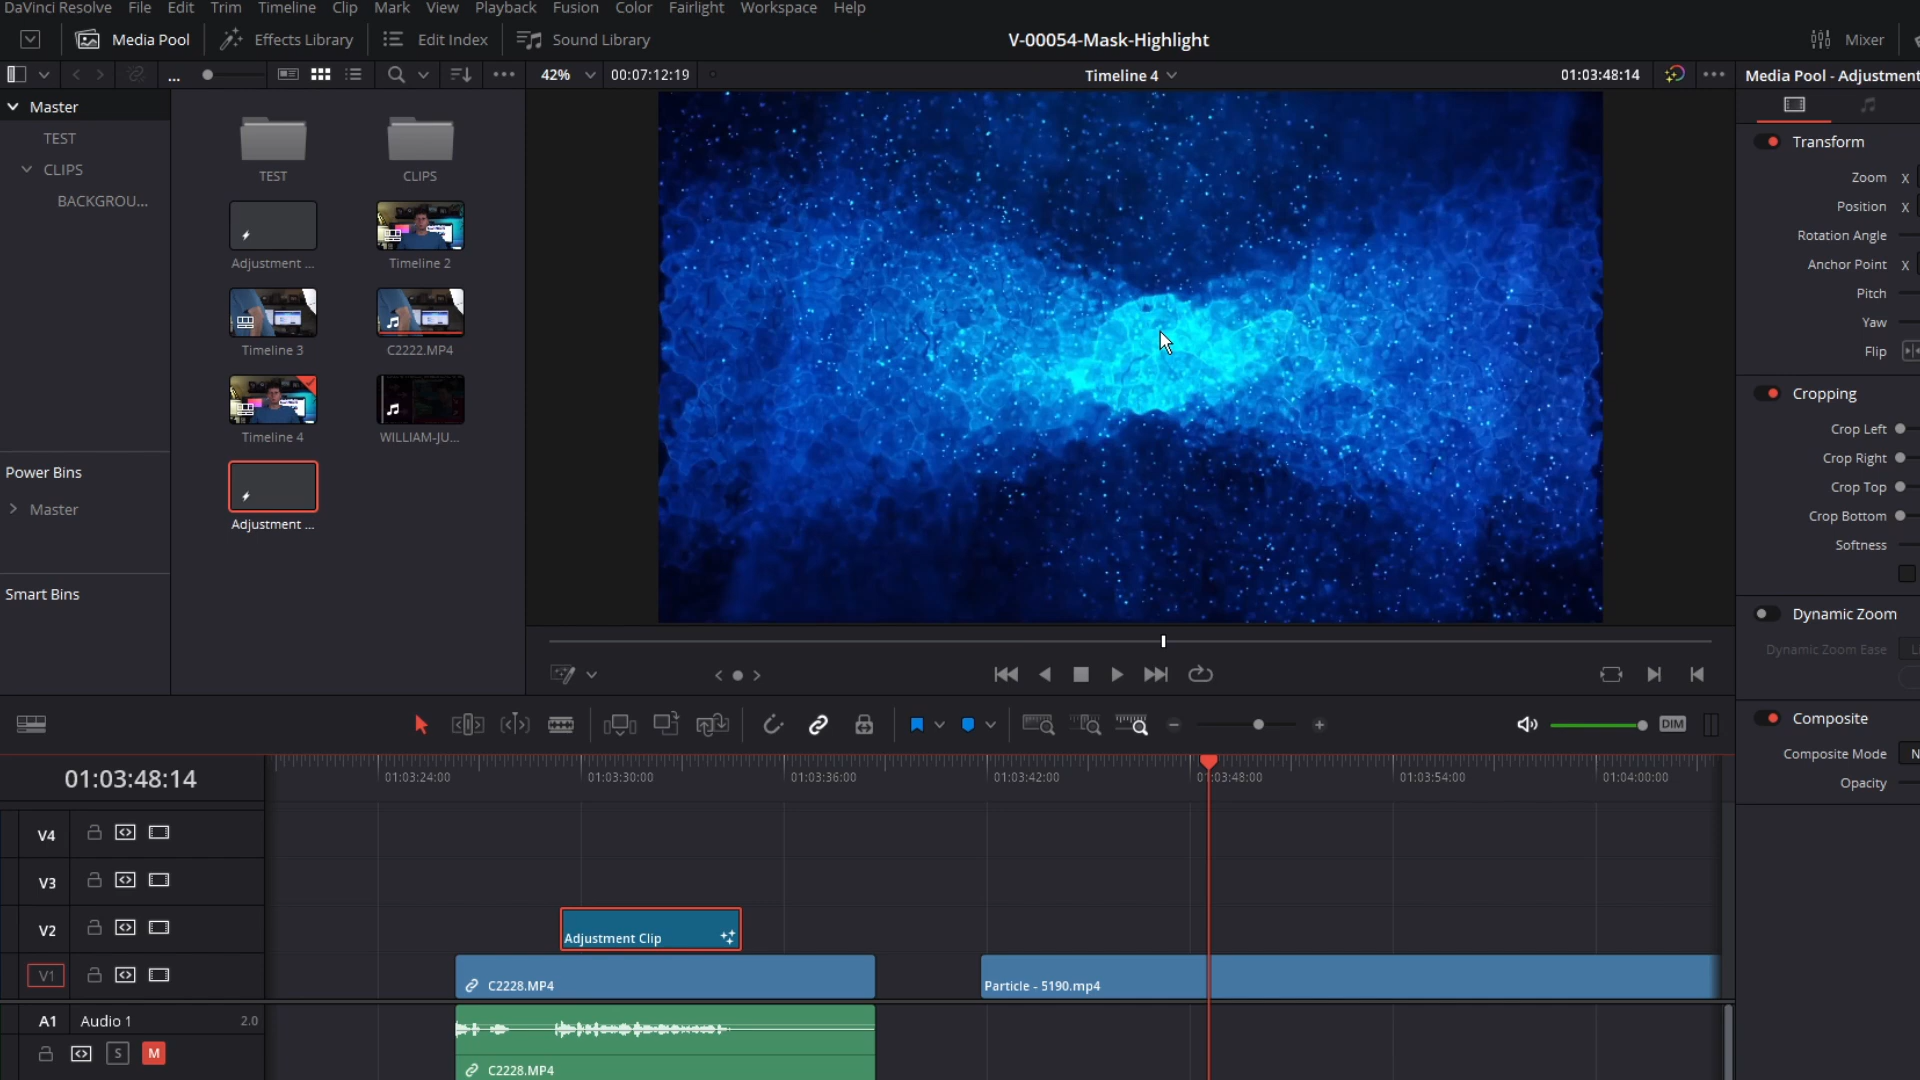 DaVinci Resolve File Edit Trim Timeline Clip Mark View Playback Fusion Color Fairlight Workspace Help
Media Pool Effects Library Edit Index Sound Library V-00054-Mask-Highlight Mixer
... 42% 00:07:12:19 Timeline 4 01:03:48:14 Media Pool - Adjustment
Master
TEST
CLIPS
BACKGROU...
Power Bins
Master
Smart Bins
TEST CLIPS
Adjustment ... Timeline 2
Timeline 3 C2222.MP4
Timeline 4 WILLIAM-JU...
Adjustment ...
Transform
Zoom X
Position X
Rotation Angle
Anchor Point X
Pitch
Yaw
Flip
Cropping
Crop Left
Crop Right
Crop Top
Crop Bottom
Softness
Dynamic Zoom
Dynamic Zoom Ease
Composite
Composite Mode N
Opacity
DIM
01:03:48:14
01:03:24:00 01:03:30:00 01:03:36:00 01:03:42:00 01:03:48:00 01:03:54:00 01:04:00:00
V4
V3
V2 Adjustment Clip
V1 C2228.MP4 Particle - 5190.mp4
A1 Audio 1 2.0
S M
C2228.MP4